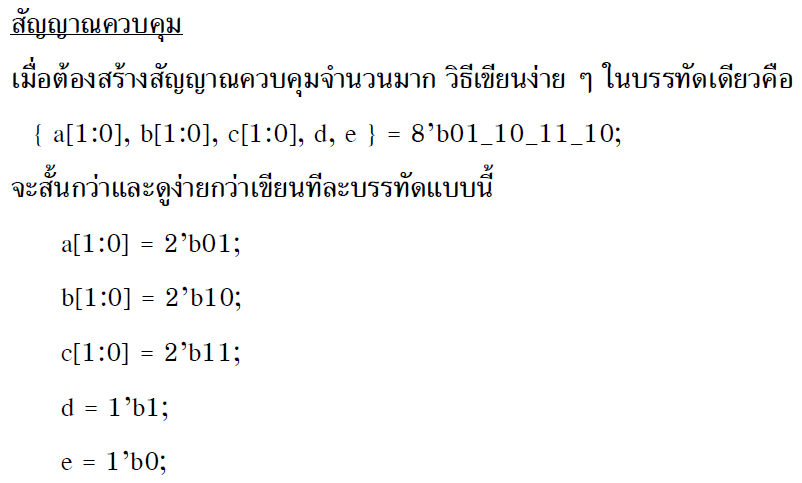 สัญญาณควบคุม
เมื่อต้องสร้างสัญญาณควบคุมจำนวนมาก วิธีเขียนง่าย ๆ ในบรรทัดเดียวคือ
{ a[1:0], b[1:0], c[1:0], d, e } = 8’b01_10_11_10;
จะสั้นกว่าและดูง่ายกว่าเขียนทีละบรรทัดแบบนี้
a[1:0] = 2’b01;
b[1:0] = 2’b10;
c[1:0] = 2’b11;
d = 1’b1;
e = 1’b0;